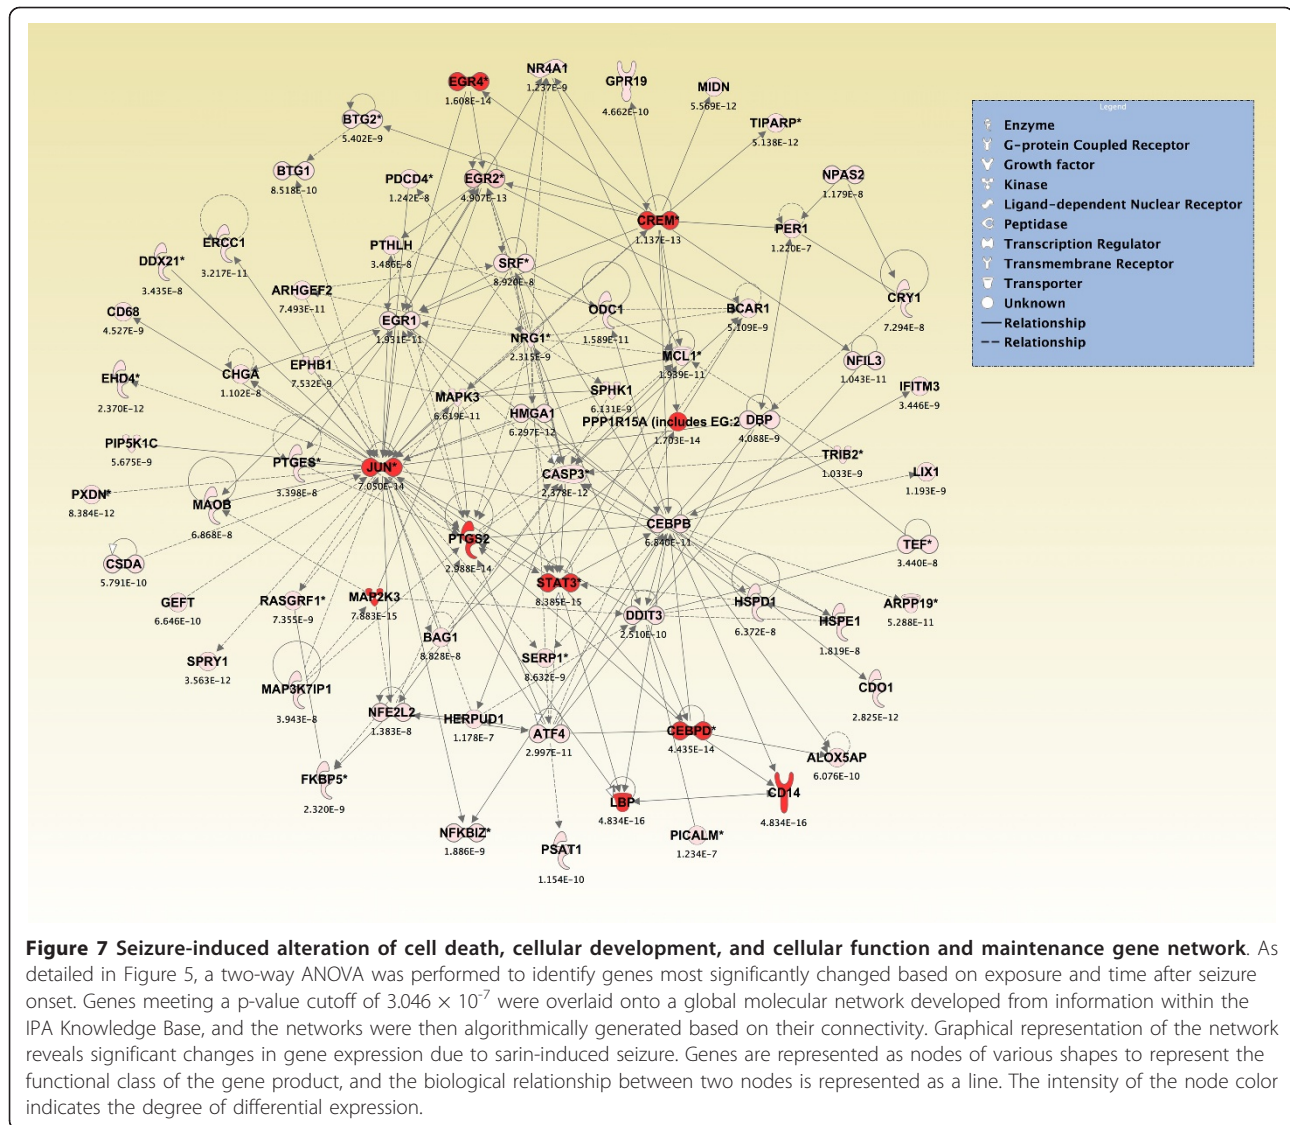 EGR4*
1.608E-14
NR4A1
1.237E-9
GPR19
4.662E-10
MIDN
5.569E-12
BTG2*
5.402E-9
TIPARP*
5.138E-12
BTG1
8.518E-10
PDCD4*
1.242E-8
EGR2*
4.907E-13
NPAS2
1.179E-8
CREM*
1.137E-13
PER1
1.220E-7
ERCC1
3.217E-11
PTHLH
3.486E-8
DDX21*
3.435E-8
SRF*
8.920E-8
ARHGEF2
7.493E-11
CRY1
7.294E-8
CD68
4.527E-9
EGR1
1.931E-11
ODC1
1.589E-11
BCAR1
5.109E-9
NRG1*
2.315E-9
MCL1*
1.939E-11
NFIL3
1.043E-11
EHD4*
2.370E-12
CHGA
1.102E-8
EPHB1
7.532E-9
MAPK3
6.619E-11
SPHK1
6.131E-9
IFITM3
3.446E-9
HMGA1
6.297E-12
PPP1R15A (includes EG:2
1.703E-14
DBP
4.088E-9
PIP5K1C
5.675E-9
PTGES*
3.398E-8
JUN*
7.050E-14
CASP3*
2.378E-12
TRIB2*
1.033E-9
LIX1
1.193E-9
PXDN*
8.384E-12
MAOB
6.868E-8
CEBPB
6.840E-11
PTGS2
2.988E-14
TEF*
3.440E-8
CSDA
5.791E-10
STAT3*
8.385E-15
GEFT
6.646E-10
RASGRF1*
7.355E-9
MAP2K3
7.883E-15
DDIT3
2.510E-10
HSPD1
6.372E-8
HSPE1
1.819E-8
ARPP19*
5.288E-11
BAG1
8.828E-8
SPRY1
3.563E-12
SERP1*
8.632E-9
MAP3K7IP1
3.943E-8
CDO1
2.825E-12
NFE2L2
1.383E-8
HERPUD1
1.178E-7
ATF4
2.997E-11
CEBPD*
4.435E-14
ALOX5AP
6.076E-10
FKBP5*
2.320E-9
LBP
4.834E-16
CD14
4.834E-16
NFKBIZ*
1.886E-9
PSAT1
1.154E-10
PICALM*
1.234E-7
Legend
Enzyme
G-protein Coupled Receptor
Growth factor
Kinase
Ligand-dependent Nuclear Receptor
Peptidase
Transcription Regulator
Transmembrane Receptor
Transporter
Unknown
Relationship
Relationship
Figure 7 Seizure-induced alteration of cell death, cellular development, and cellular function and maintenance gene network. As
detailed in Figure 5, a two-way ANOVA was performed to identify genes most significantly changed based on exposure and time after seizure
onset. Genes meeting a p-value cutoff of 3.046 × 10⁻⁷ were overlaid onto a global molecular network developed from information within the
IPA Knowledge Base, and the networks were then algorithmically generated based on their connectivity. Graphical representation of the network
reveals significant changes in gene expression due to sarin-induced seizure. Genes are represented as nodes of various shapes to represent the
functional class of the gene product, and the biological relationship between two nodes is represented as a line. The intensity of the node color
indicates the degree of differential expression.